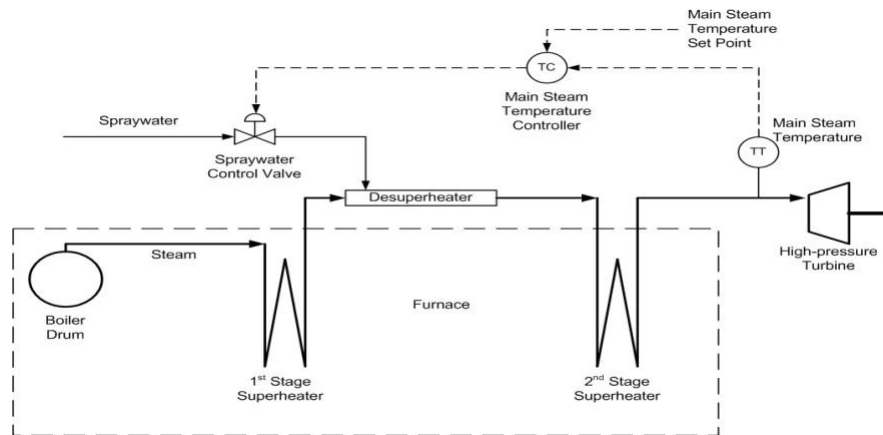 Main Steam
Temperature
Set Point
TC
Main Steam
Temperature
Controller
Main Steam
Temperature
TT
Spraywater
Spraywater
Control Valve
Desuperheater
High-pressure
Turbine
Steam
Boiler
Drum
Furnace
1st Stage
Superheater
2nd Stage
Superheater